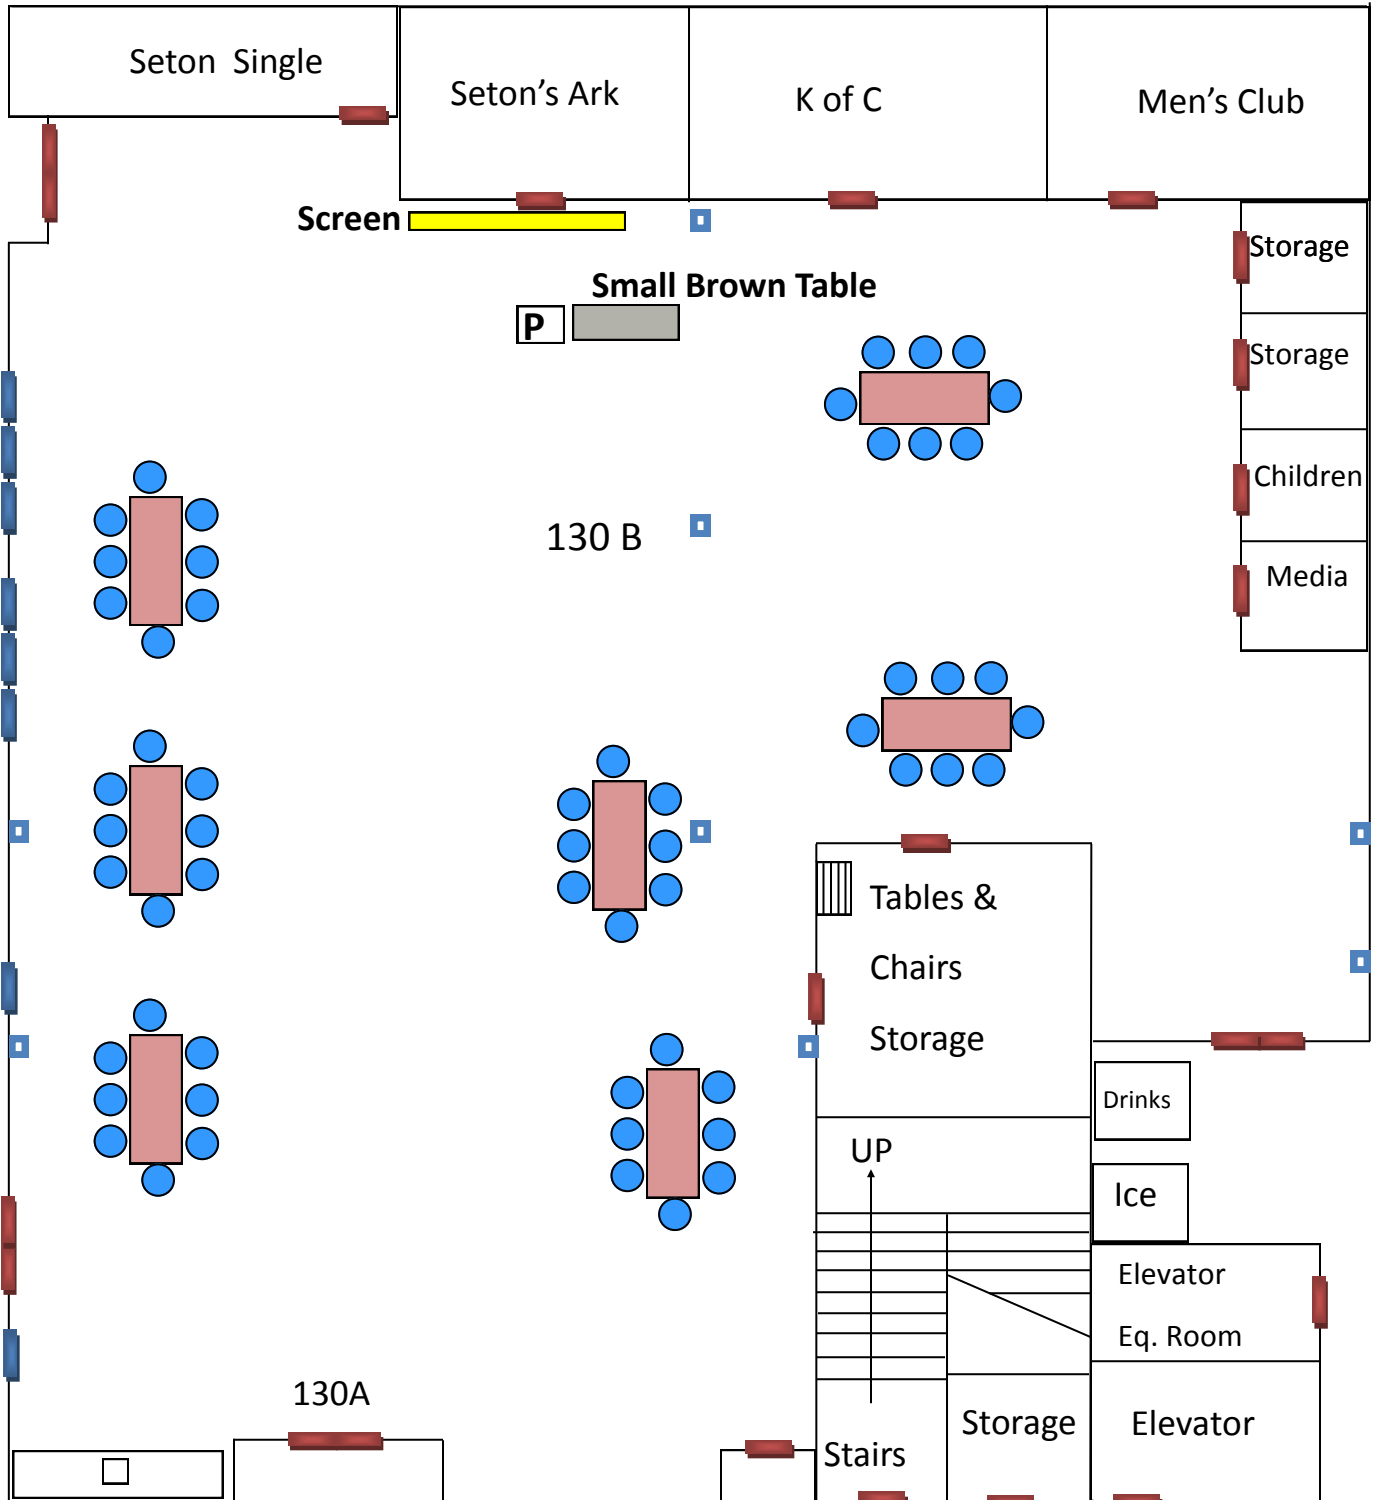 Seton  Single
Seton’s Ark
K of C
Men’s Club
Screen
Storage
Small Brown Table
P
Storage
Children
130 B
Media
Tables &
Chairs
Storage
Drinks
UP
Ice
Elevator
Eq. Room
130A
Storage
Elevator
Stairs